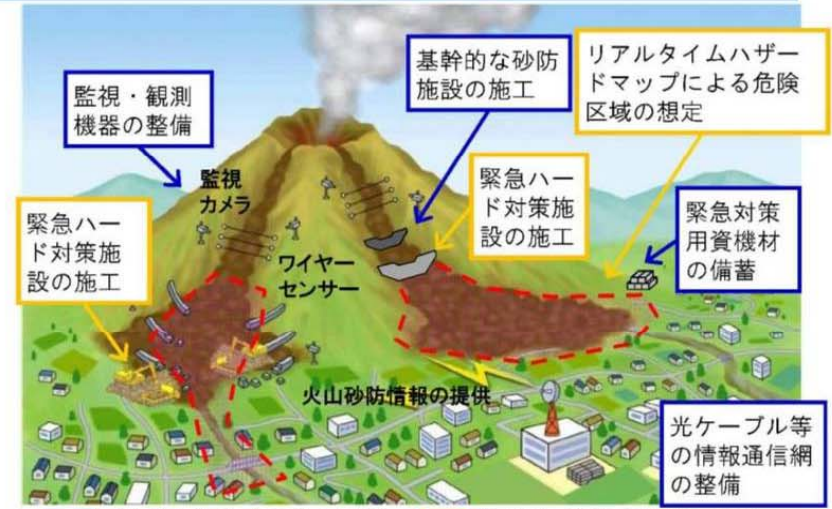 監視・観測
機器の整備
基幹的な砂防
施設の施工
リアルタイムハザー
ドマップによる危険
区域の想定
監視
カメラ
緊急ハー
ド対策施
設の施工
緊急ハー
ド対策施
設の施工
緊急対策
用資機材
の備蓄
ワイヤー
センサー
火山砂防情報の提供
光ケーブル等
の情報通信網
の整備